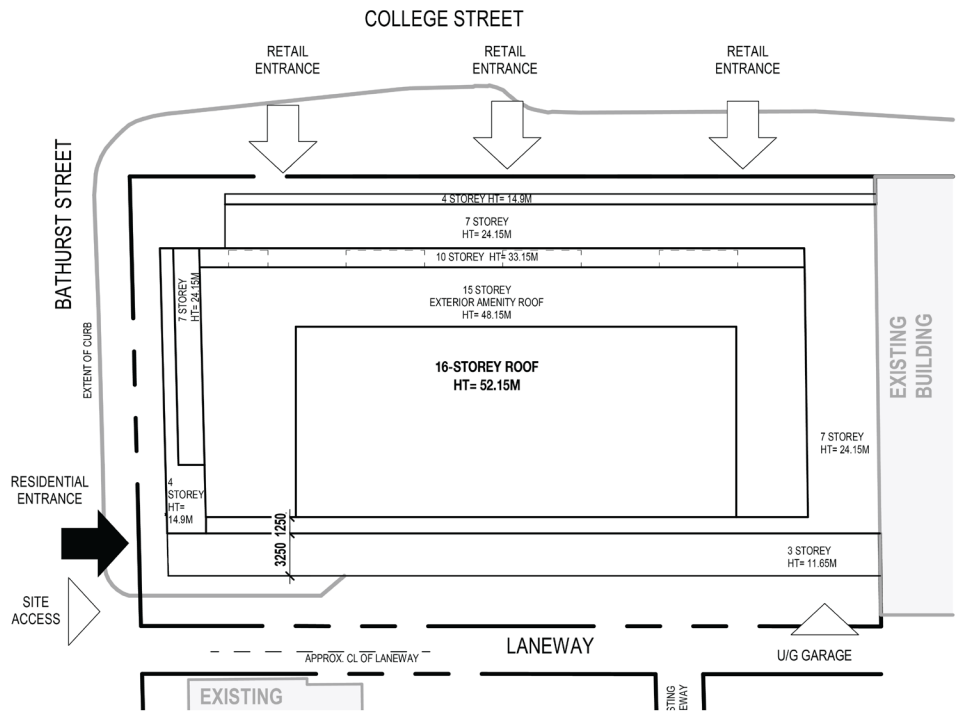 COLLEGE STREET
RETAIL
ENTRANCE
RETAIL
ENTRANCE
RETAIL
ENTRANCE
BATHURST STREET
4 STOREY HT= 14.9M
7 STOREY
HT= 24.15M
10 STOREY HT= 33.15M
7 STOREY
HT= 24.15M
15 STOREY
EXTERIOR AMENITY ROOF
HT= 48.15M
EXTENT OF CURB
16-STOREY ROOF
HT= 52.15M
EXISTING
BUILDING
7 STOREY
HT= 24.15M
RESIDENTIAL
ENTRANCE
4
STOREY
HT=
14.9M
1250
3250
3 STOREY
HT= 11.65M
SITE
ACCESS
LANEWAY
U/G GARAGE
APPROX. CL OF LANEWAY
EXISTING